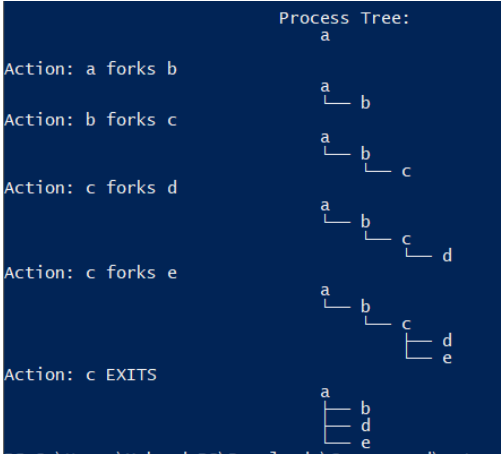 Process Tree:
a
Action: a forks b
a
└── b
Action: b forks c
a
└── b
└── c
Action: c forks d
a
└── b
└── c
└── d
Action: c forks e
a
└── b
└── c
├── d
└── e
Action: c EXITS
a
├── b
├── d
└── e